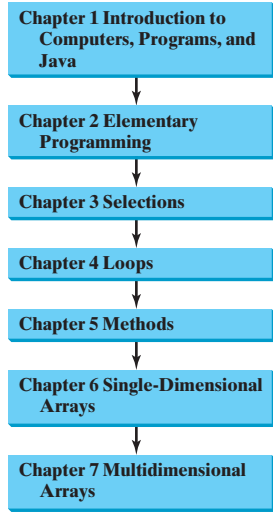 Chapter 1 Introduction to
Computers, Programs, and
Java
Chapter 2 Elementary
Programming
Chapter 3 Selections
Chapter 4 Loops
Chapter 5 Methods
Chapter 6 Single-Dimensional
Arrays
Chapter 7 Multidimensional
Arrays